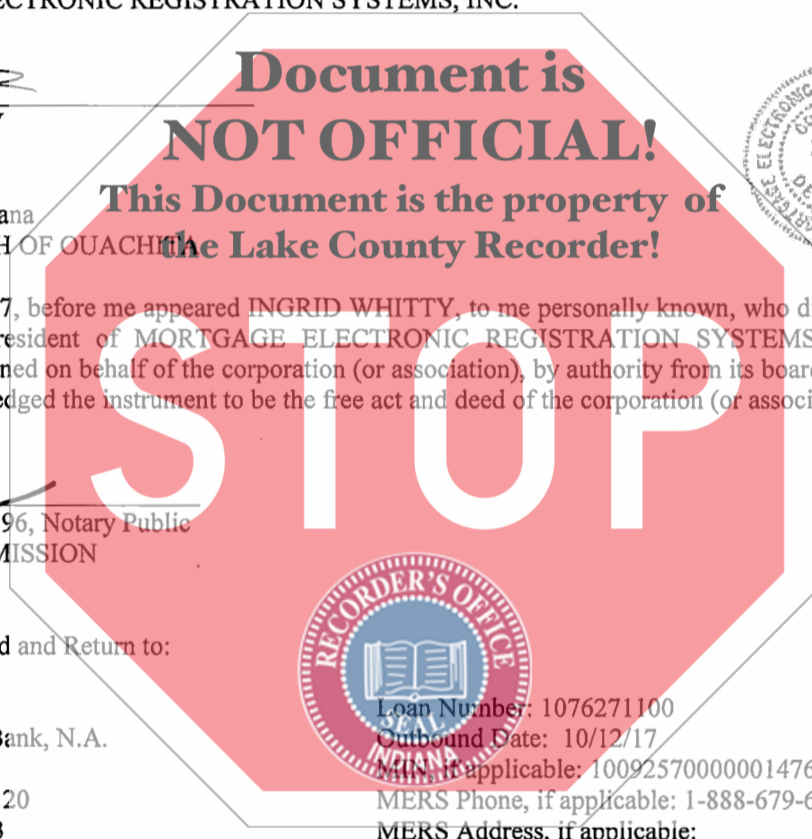 ECTRONIC REGISTRATION SYSTEMS, INC.
Document is
NOT OFFICIAL!
This Document is the property of
the Lake County Recorder!
ana
H OF OUACHITA
7, before me appeared INGRID WHITTY, to me personally known, who d
resident of MORTGAGE ELECTRONIC REGISTRATION SYSTEMS
ned on behalf of the corporation (or association), by authority from its boar
edged the instrument to be the free act and deed of the corporation (or associ
STOP
96, Notary Public
MISSION
RECORDER'S OFFICE
SEAL
INDIANA
d and Return to:
Loan Number: 1076271100
Bank, N.A.
Outbound Date: 10/12/17
MIN, if applicable: 10092570000001476
20
MERS Phone, if applicable: 1-888-679-6
MERS Address, if applicable:
ELECTRONIC